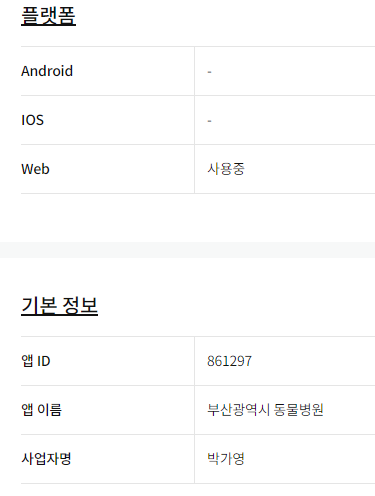 플랫폼
Android -
IOS -
Web 사용중
기본 정보
앱 ID 861297
앱 이름 부산광역시 동물병원
사업자명 박가영